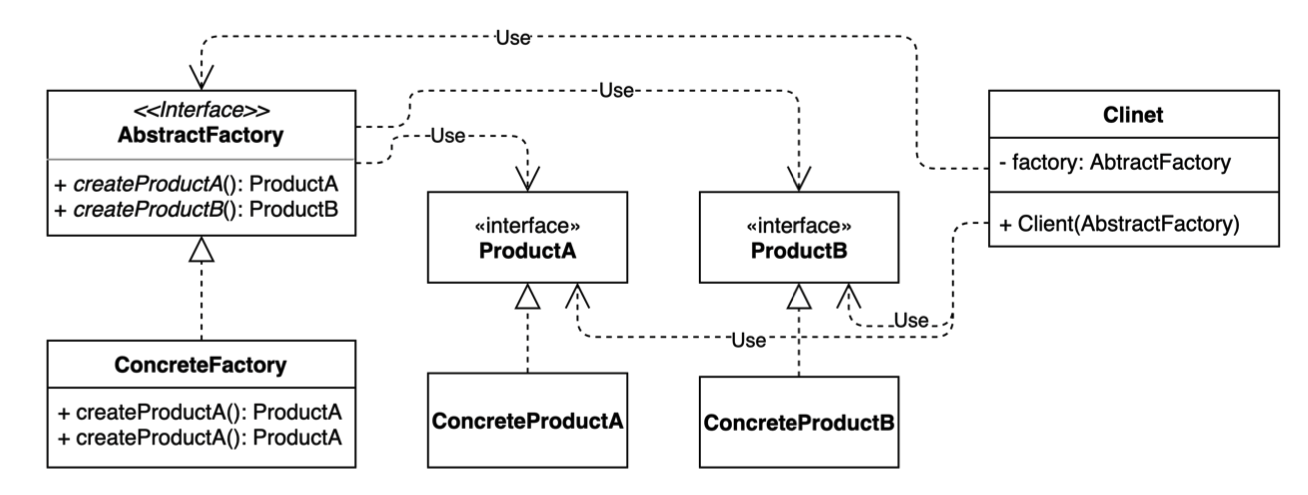 Use
<<Interface>>
AbstractFactory
+ createProductA(): ProductA
+ createProductB(): ProductB
Use
Use
Clinet
- factory: AbtractFactory
+ Client(AbstractFactory)
«interface»
ProductA
«interface»
ProductB
Use
Use
ConcreteFactory
+ createProductA(): ProductA
+ createProductA(): ProductA
ConcreteProductA
ConcreteProductB